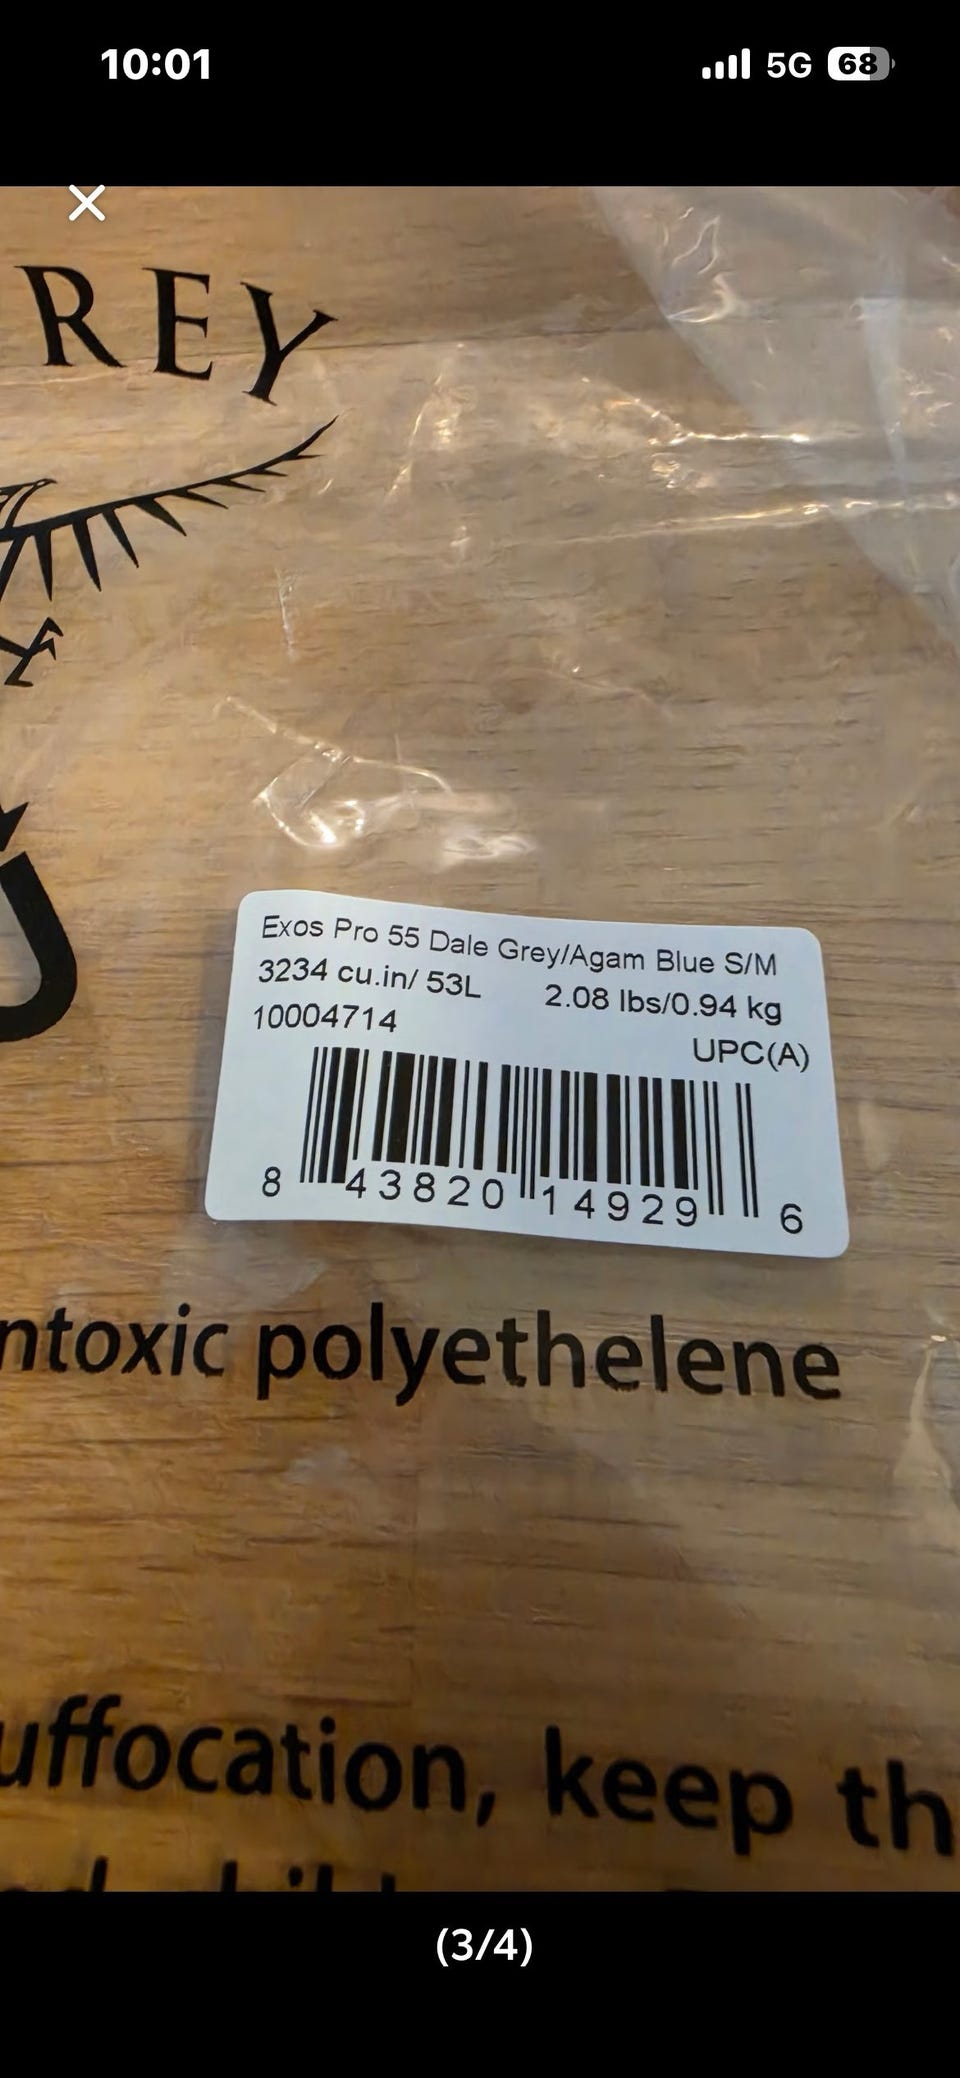 10:01 5G 68
REY
Exos Pro 55 Dale Grey/Agam Blue S/M
3234 cu.in/ 53L 2.08 lbs/0.94 kg
10004714
UPC(A)
8 43820 14929 6
ntoxic polyethelene
uffocation, keep th
(3/4)